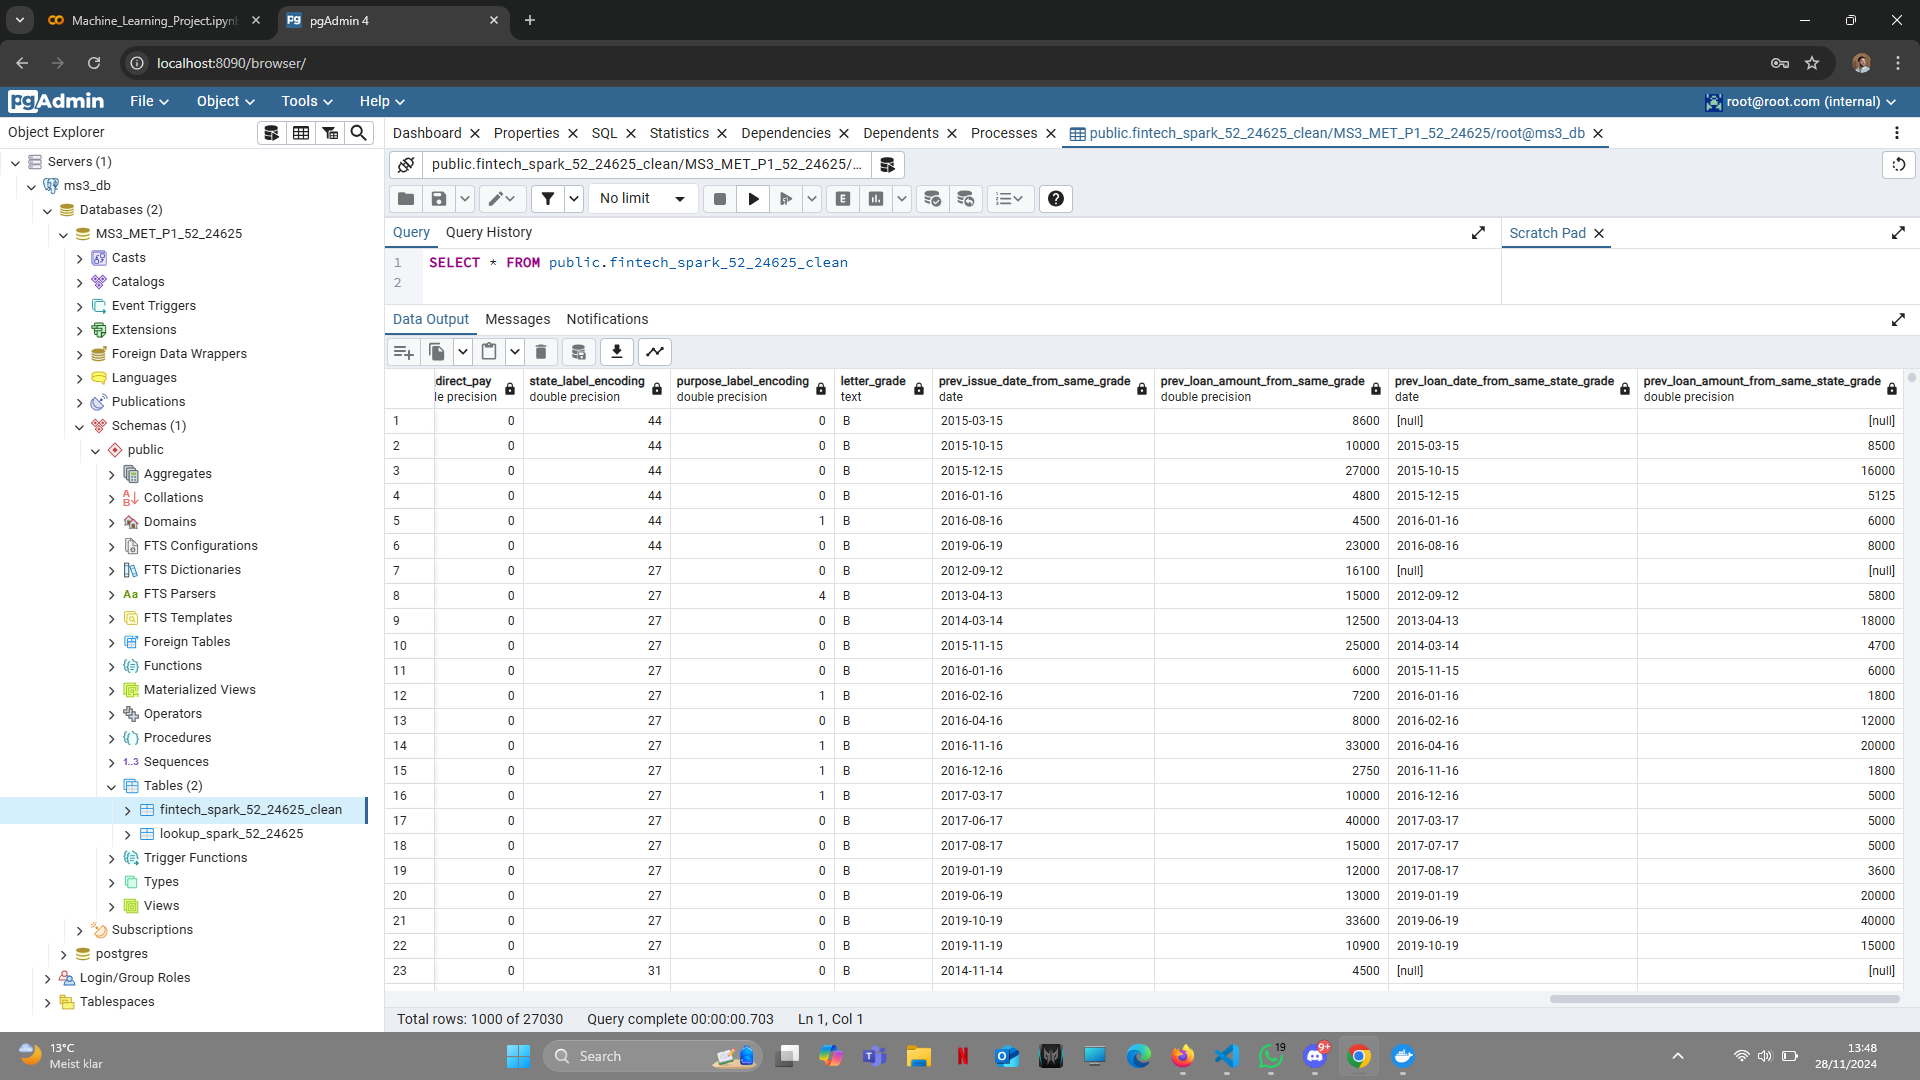 Machine_Learning_Project.ipynb
pgAdmin 4
localhost:8090/browser/
pgAdmin File Object Tools Help root@root.com (internal)
Object Explorer
Dashboard Properties SQL Statistics Dependencies Dependents Processes public.fintech_spark_52_24625_clean/MS3_MET_P1_52_24625/root@ms3_db
public.fintech_spark_52_24625_clean/MS3_MET_P1_52_24625/...
No limit
Query Query History
Scratch Pad
1 SELECT * FROM public.fintech_spark_52_24625_clean
2
Data Output Messages Notifications
Servers (1)
ms3_db
Databases (2)
MS3_MET_P1_52_24625
Casts
Catalogs
Event Triggers
Extensions
Foreign Data Wrappers
Languages
Publications
Schemas (1)
public
Aggregates
Collations
Domains
FTS Configurations
FTS Dictionaries
FTS Parsers
FTS Templates
Foreign Tables
Functions
Materialized Views
Operators
Procedures
1..3 Sequences
Tables (2)
fintech_spark_52_24625_clean
lookup_spark_52_24625
Trigger Functions
Types
Views
Subscriptions
postgres
Login/Group Roles
Tablespaces
direct_pay state_label_encoding purpose_label_encoding letter_grade prev_issue_date_from_same_grade prev_loan_amount_from_same_grade prev_loan_date_from_same_state_grade prev_loan_amount_from_same_state_grade
le precision double precision double precision text date double precision date double precision
1 0 44 0 B 2015-03-15 8600 [null] [null]
2 0 44 0 B 2015-10-15 10000 2015-03-15 8500
3 0 44 0 B 2015-12-15 27000 2015-10-15 16000
4 0 44 0 B 2016-01-16 4800 2015-12-15 5125
5 0 44 1 B 2016-08-16 4500 2016-01-16 6000
6 0 44 0 B 2019-06-19 23000 2016-08-16 8000
7 0 27 0 B 2012-09-12 16100 [null] [null]
8 0 27 4 B 2013-04-13 15000 2012-09-12 5800
9 0 27 0 B 2014-03-14 12500 2013-04-13 18000
10 0 27 0 B 2015-11-15 25000 2014-03-14 4700
11 0 27 0 B 2016-01-16 6000 2015-11-15 6000
12 0 27 1 B 2016-02-16 7200 2016-01-16 1800
13 0 27 0 B 2016-04-16 8000 2016-02-16 12000
14 0 27 1 B 2016-11-16 33000 2016-04-16 20000
15 0 27 1 B 2016-12-16 2750 2016-11-16 1800
16 0 27 1 B 2017-03-17 10000 2016-12-16 5000
17 0 27 0 B 2017-06-17 40000 2017-03-17 5000
18 0 27 0 B 2017-08-17 15000 2017-07-17 5000
19 0 27 0 B 2019-01-19 12000 2017-08-17 3600
20 0 27 0 B 2019-06-19 13000 2019-01-19 20000
21 0 27 0 B 2019-10-19 33600 2019-06-19 40000
22 0 27 0 B 2019-11-19 10900 2019-10-19 15000
23 0 31 0 B 2014-11-14 4500 [null] [null]
Total rows: 1000 of 27030 Query complete 00:00:00.703 Ln 1, Col 1
13°C
Meist klar
Search
19
9+
13:48
28/11/2024